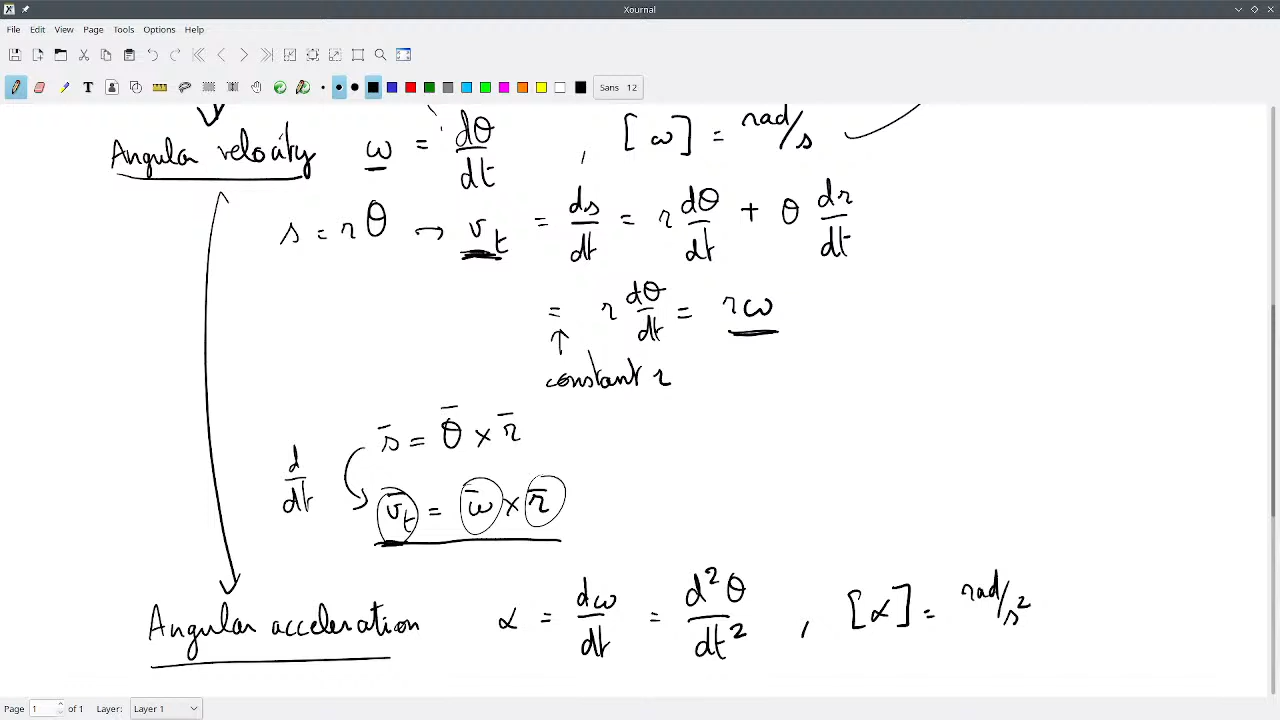 Xournal
File Edit View Page Tools Options Help
Sans 12
Angular velocity ω = dθ/dt , [ω] = rad/s
s = rθ → v_t = ds/dt = r dθ/dt + θ dr/dt
= r dθ/dt = rω
↑
constant r
s̄ = θ̄ × r̄
d/dt
v̄_t = ω̄ × r̄
Angular acceleration α = dω/dt = d²θ/dt² , [α] = rad/s²
Page 1 of 1 Layer: Layer 1